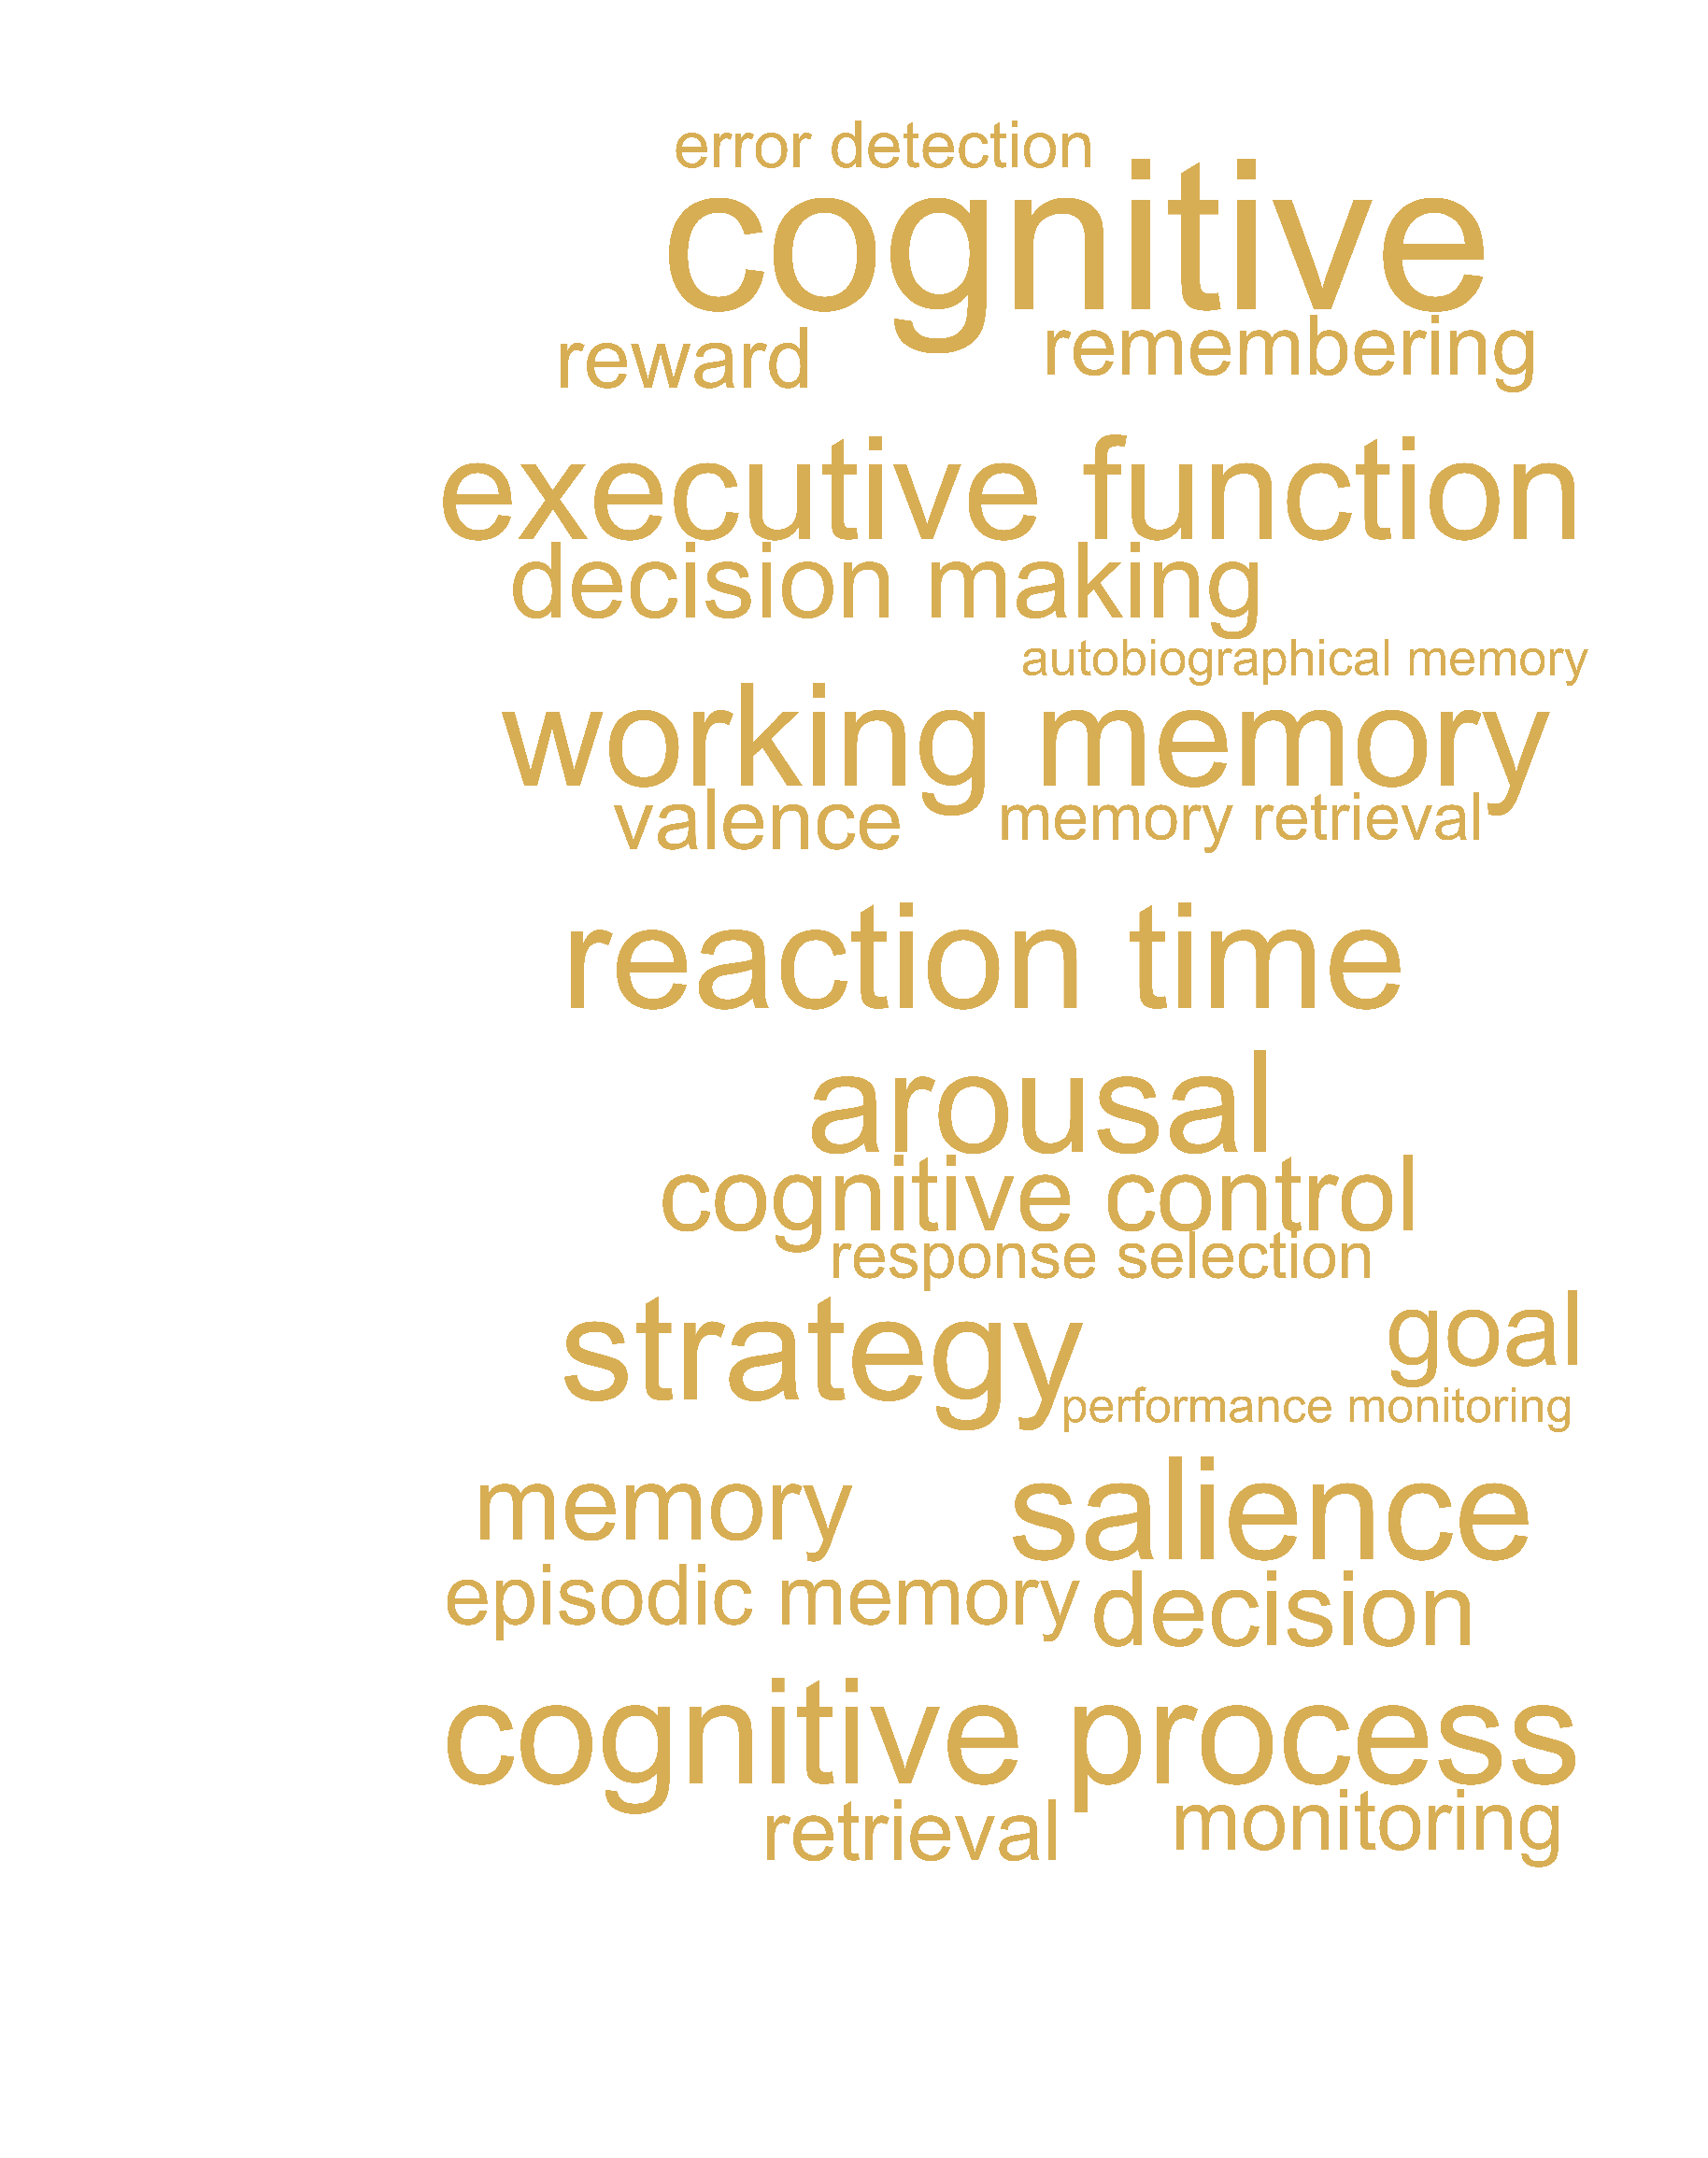 error detection
cognitive
reward
remembering
executive function
decision making
autobiographical memory
working memory
valence
memory retrieval
reaction time
arousal
cognitive control
response selection
strategy
goal
performance monitoring
memory
salience
episodic memory
decision
cognitive process
retrieval
monitoring